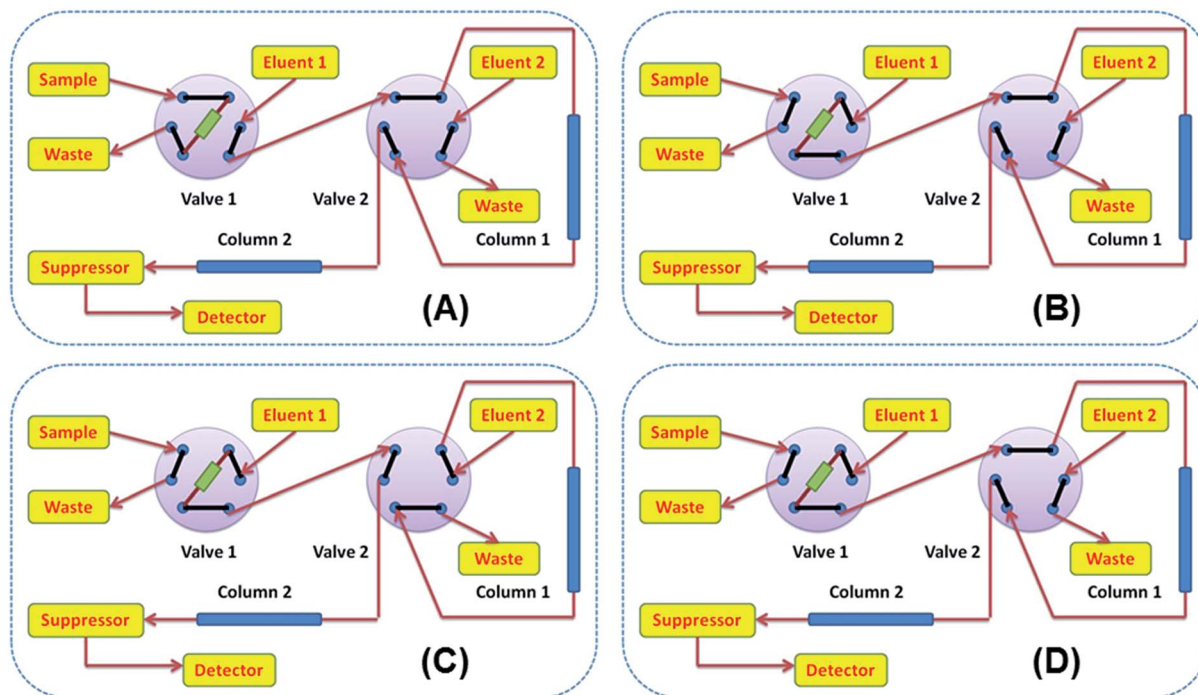 Sample
Eluent 1
Eluent 2
Waste
Valve 1
Valve 2
Waste
Column 2
Column 1
Suppressor
Detector
(A)
Sample
Eluent 1
Eluent 2
Waste
Valve 1
Valve 2
Waste
Column 2
Column 1
Suppressor
Detector
(B)
Sample
Eluent 1
Eluent 2
Waste
Valve 1
Valve 2
Waste
Column 2
Column 1
Suppressor
Detector
(C)
Sample
Eluent 1
Eluent 2
Waste
Valve 1
Valve 2
Waste
Column 2
Column 1
Suppressor
Detector
(D)